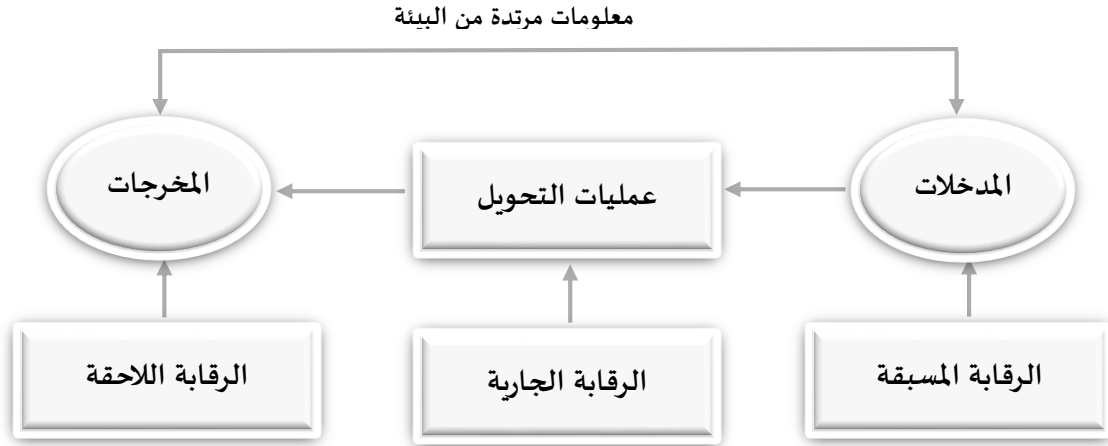 معلومات مرتدة من البيئة
المدخلات
عمليات التحويل
المخرجات
الرقابة المسبقة
الرقابة الجارية
الرقابة اللاحقة